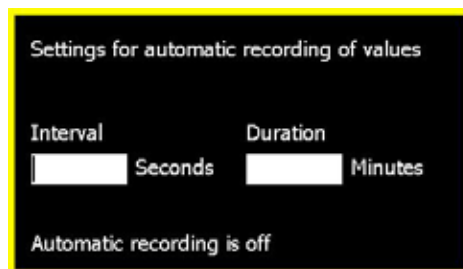 Settings for automatic recording of values
Interval Duration
Seconds Minutes
Automatic recording is off